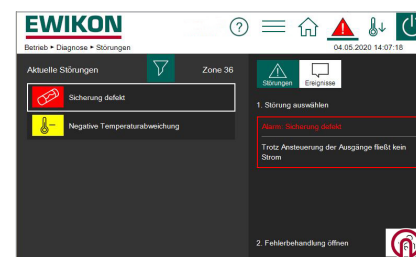 EWIKON
Betrieb ▸ Diagnose ▸ Störungen
04.05.2020 14:07:18
Aktuelle Störungen
Zone 36
Sicherung defekt
Negative Temperaturabweichung
Störungen
Ereignisse
1. Störung auswählen
Alarm: Sicherung defekt
Trotz Ansteuerung der Ausgänge fließt kein
Strom
2. Fehlerbehandlung öffnen